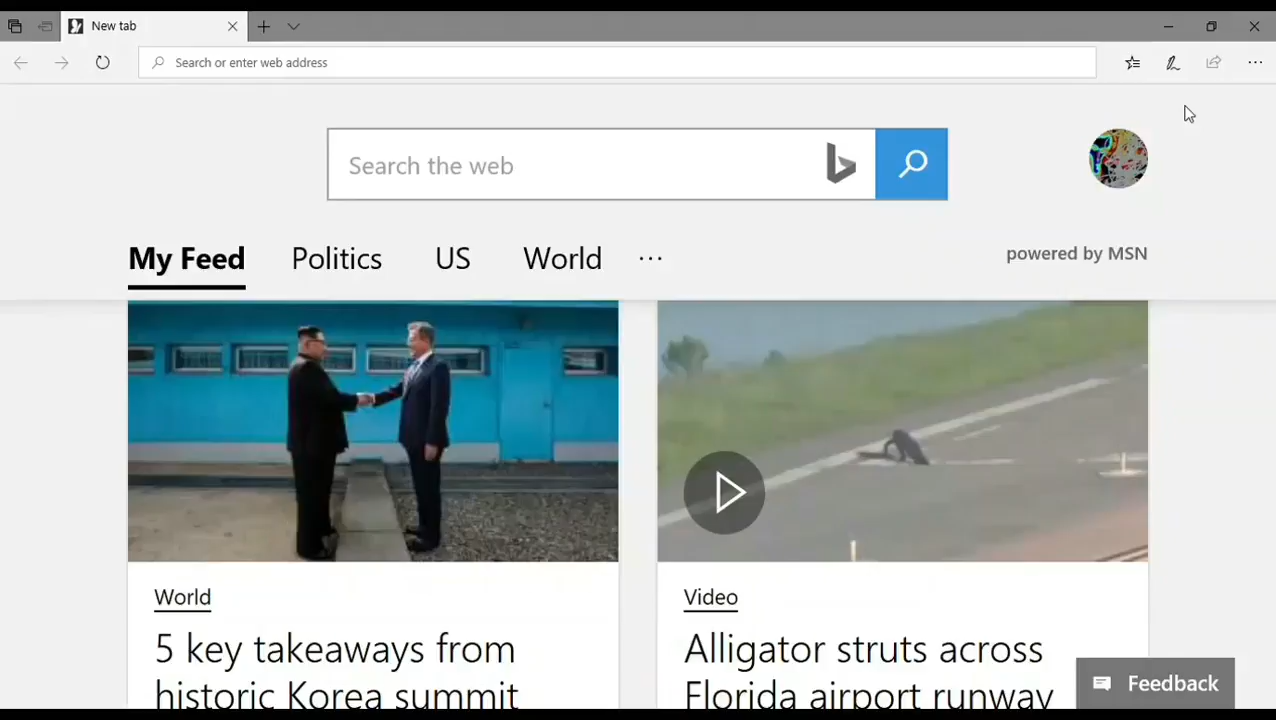 New tab
Search or enter web address
Search the web
My Feed Politics US World ...
powered by MSN
World
5 key takeaways from
historic Korea summit
Video
Alligator struts across
Florida airport runway
Feedback